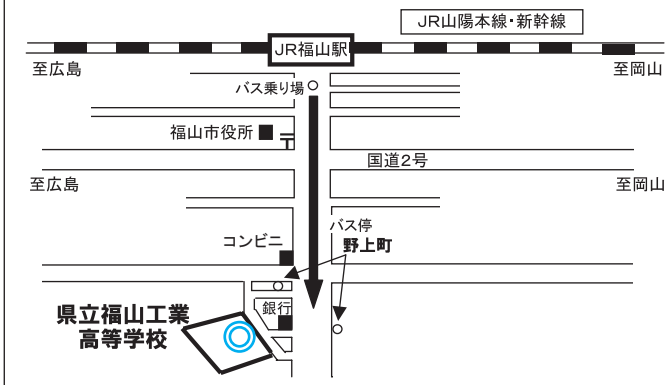 JR山陽本線・新幹線
JR福山駅
至広島
至岡山
バス乗り場
福山市役所
〒
国道2号
至広島
至岡山
バス停
野上町
コンビニ
銀行
県立福山工業
高等学校